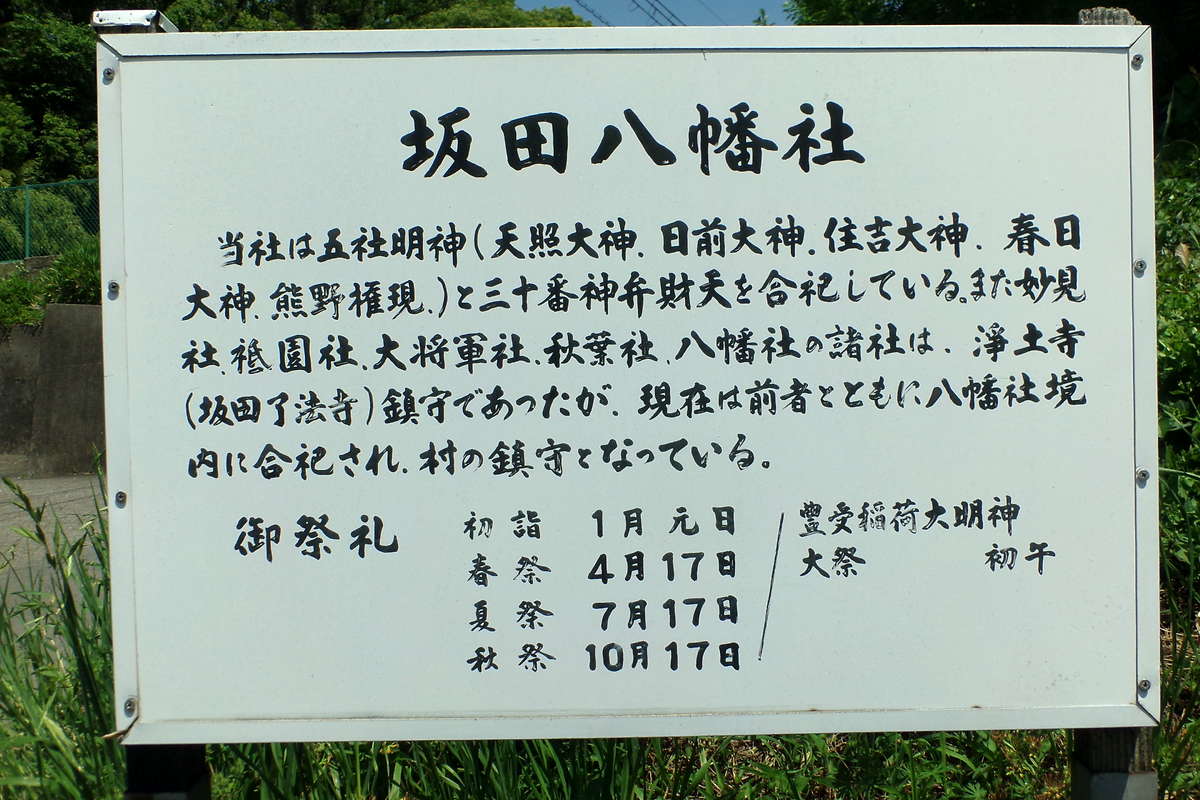 坂田八幡社
当社は五社明神(天照大神、日前大神、住吉大神、春日
大神、熊野権現、)と三十番神弁財天を合祀している。また妙見
社、祗園社、大将軍社、秋葉社、八幡社の諸社は、浄土寺
(坂田了法寺)鎮守であったが、現在は前者とともに八幡社境
内に合祀され、村の鎮守となっている。
御祭礼 初詣 1月元日 豊受稲荷大明神
春祭 4月17日 大祭 初午
夏祭 7月17日
秋祭 10月17日